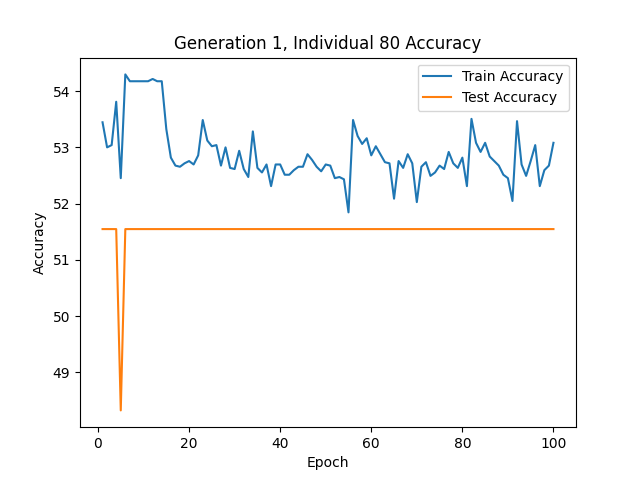 Generation 1, Individual 80 Accuracy
Train Accuracy
Test Accuracy
54
53
52
51
50
49
Accuracy
0 20 40 60 80 100
Epoch